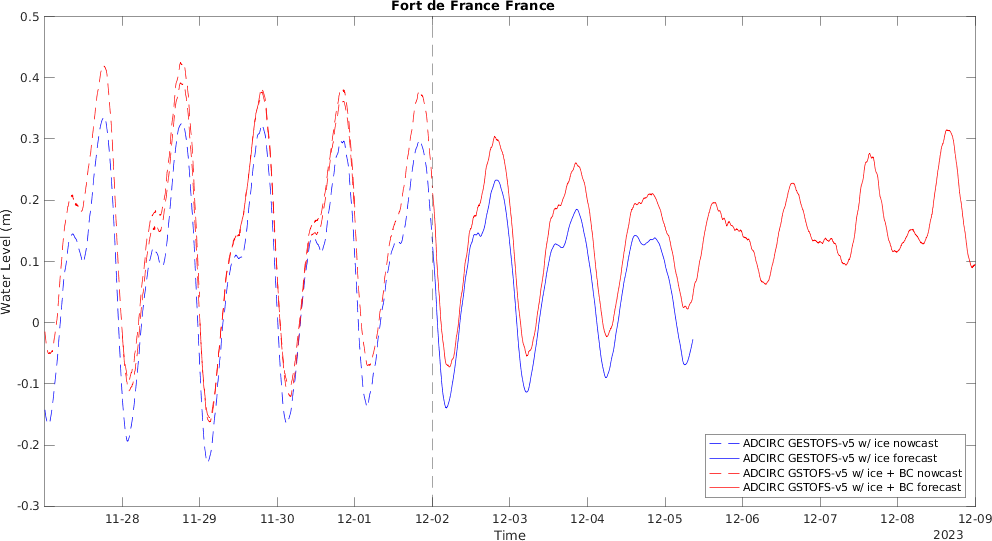 Fort de France France
0.5
0.4
0.3
0.2
0.1
0
-0.1
-0.2
-0.3
Water Level (m)
11-28 11-29 11-30 12-01 12-02 12-03 12-04 12-05 12-06 12-07 12-08 12-09
Time
2023
ADCIRC GESTOFS-v5 w/ ice nowcast
ADCIRC GESTOFS-v5 w/ ice forecast
ADCIRC GSTOFS-v5 w/ ice + BC nowcast
ADCIRC GSTOFS-v5 w/ ice + BC forecast